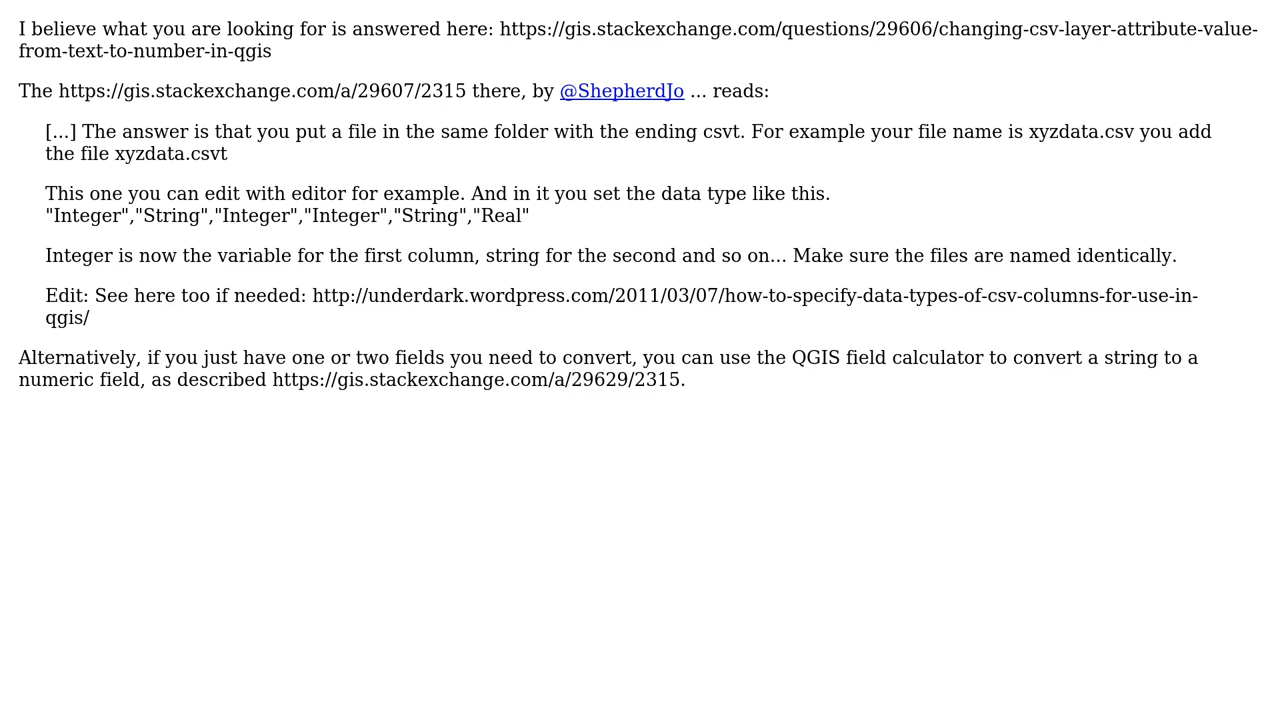 I believe what you are looking for is answered here: https://gis.stackexchange.com/questions/29606/changing-csv-layer-attribute-value-
from-text-to-number-in-qgis
The https://gis.stackexchange.com/a/29607/2315 there, by @ShepherdJo ... reads:
[...] The answer is that you put a file in the same folder with the ending csvt. For example your file name is xyzdata.csv you add
the file xyzdata.csvt
This one you can edit with editor for example. And in it you set the data type like this.
"Integer","String","Integer","Integer","String","Real"
Integer is now the variable for the first column, string for the second and so on... Make sure the files are named identically.
Edit: See here too if needed: http://underdark.wordpress.com/2011/03/07/how-to-specify-data-types-of-csv-columns-for-use-in-
qgis/
Alternatively, if you just have one or two fields you need to convert, you can use the QGIS field calculator to convert a string to a
numeric field, as described https://gis.stackexchange.com/a/29629/2315.